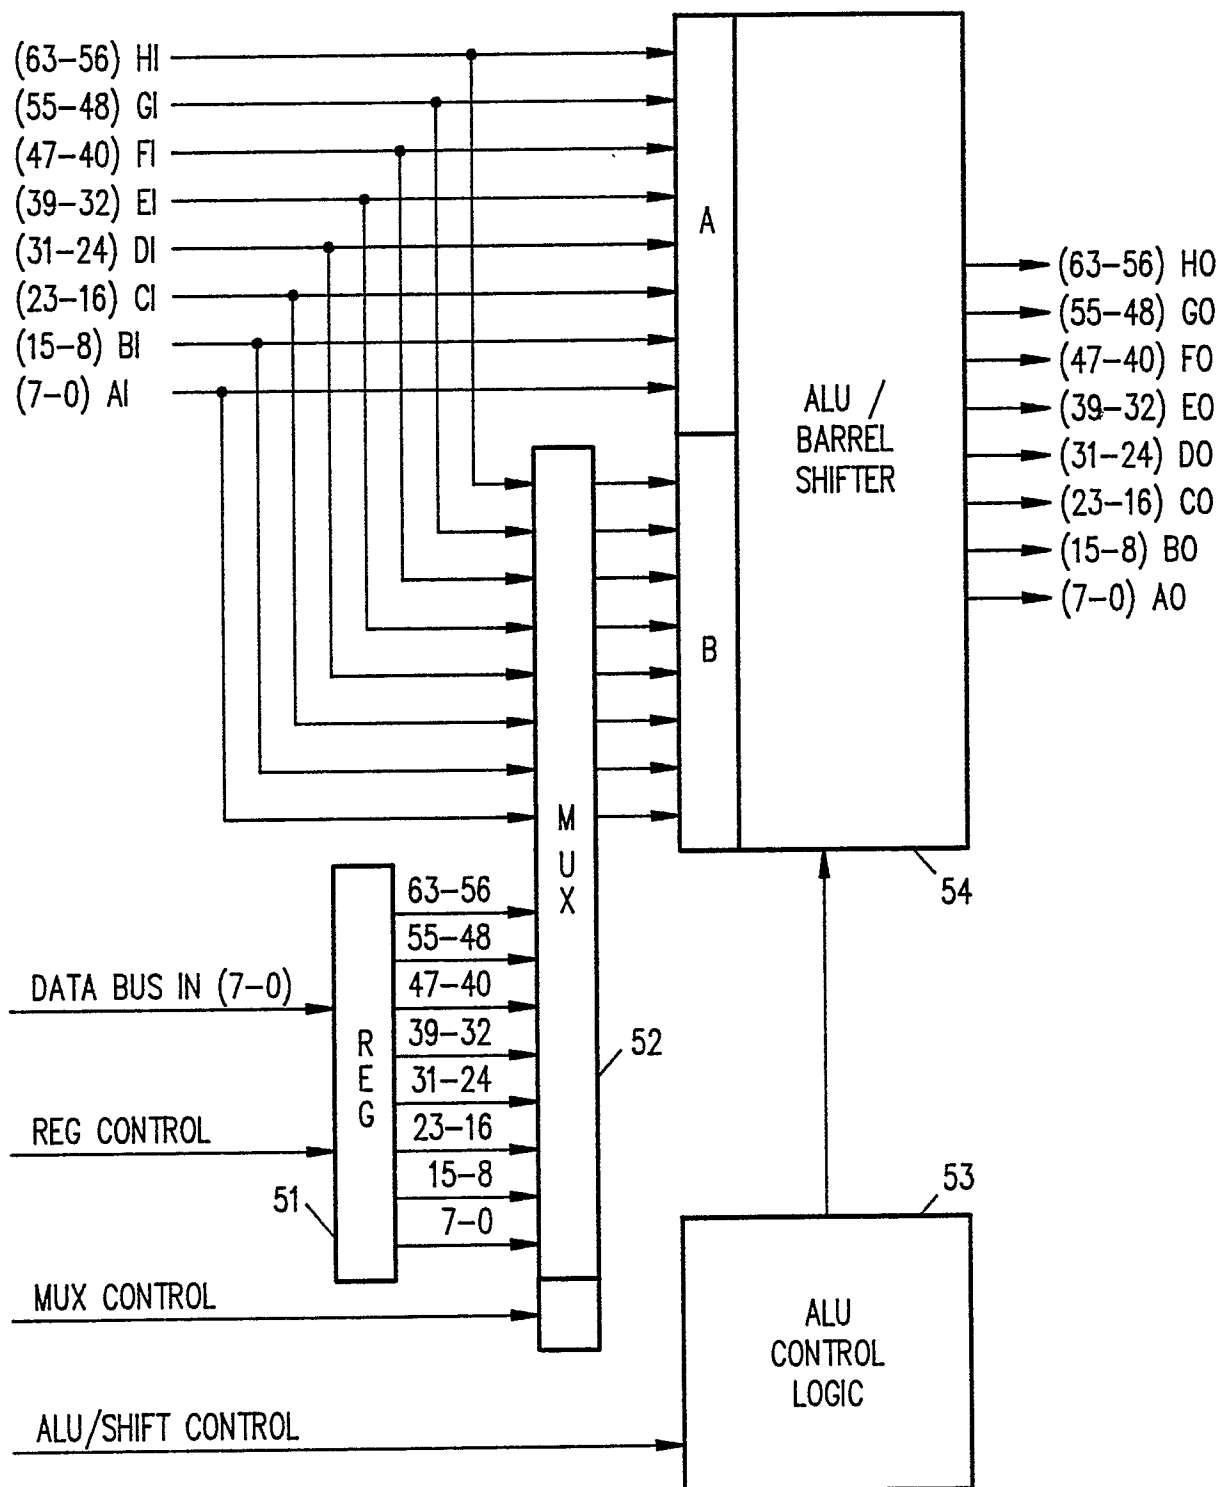 (63-56) HI
(55-48) GI
(47-40) FI
(39-32) EI
(31-24) DI
(23-16) CI
(15-8) BI
(7-0) AI
A
B
ALU /
BARREL
SHIFTER
(63-56) HO
(55-48) GO
(47-40) FO
(39-32) EO
(31-24) DO
(23-16) CO
(15-8) BO
(7-0) AO
54
MUX
52
63-56
55-48
47-40
39-32
31-24
23-16
15-8
7-0
REG
51
DATA BUS IN (7-0)
REG CONTROL
MUX CONTROL
ALU/SHIFT CONTROL
53
ALU
CONTROL
LOGIC